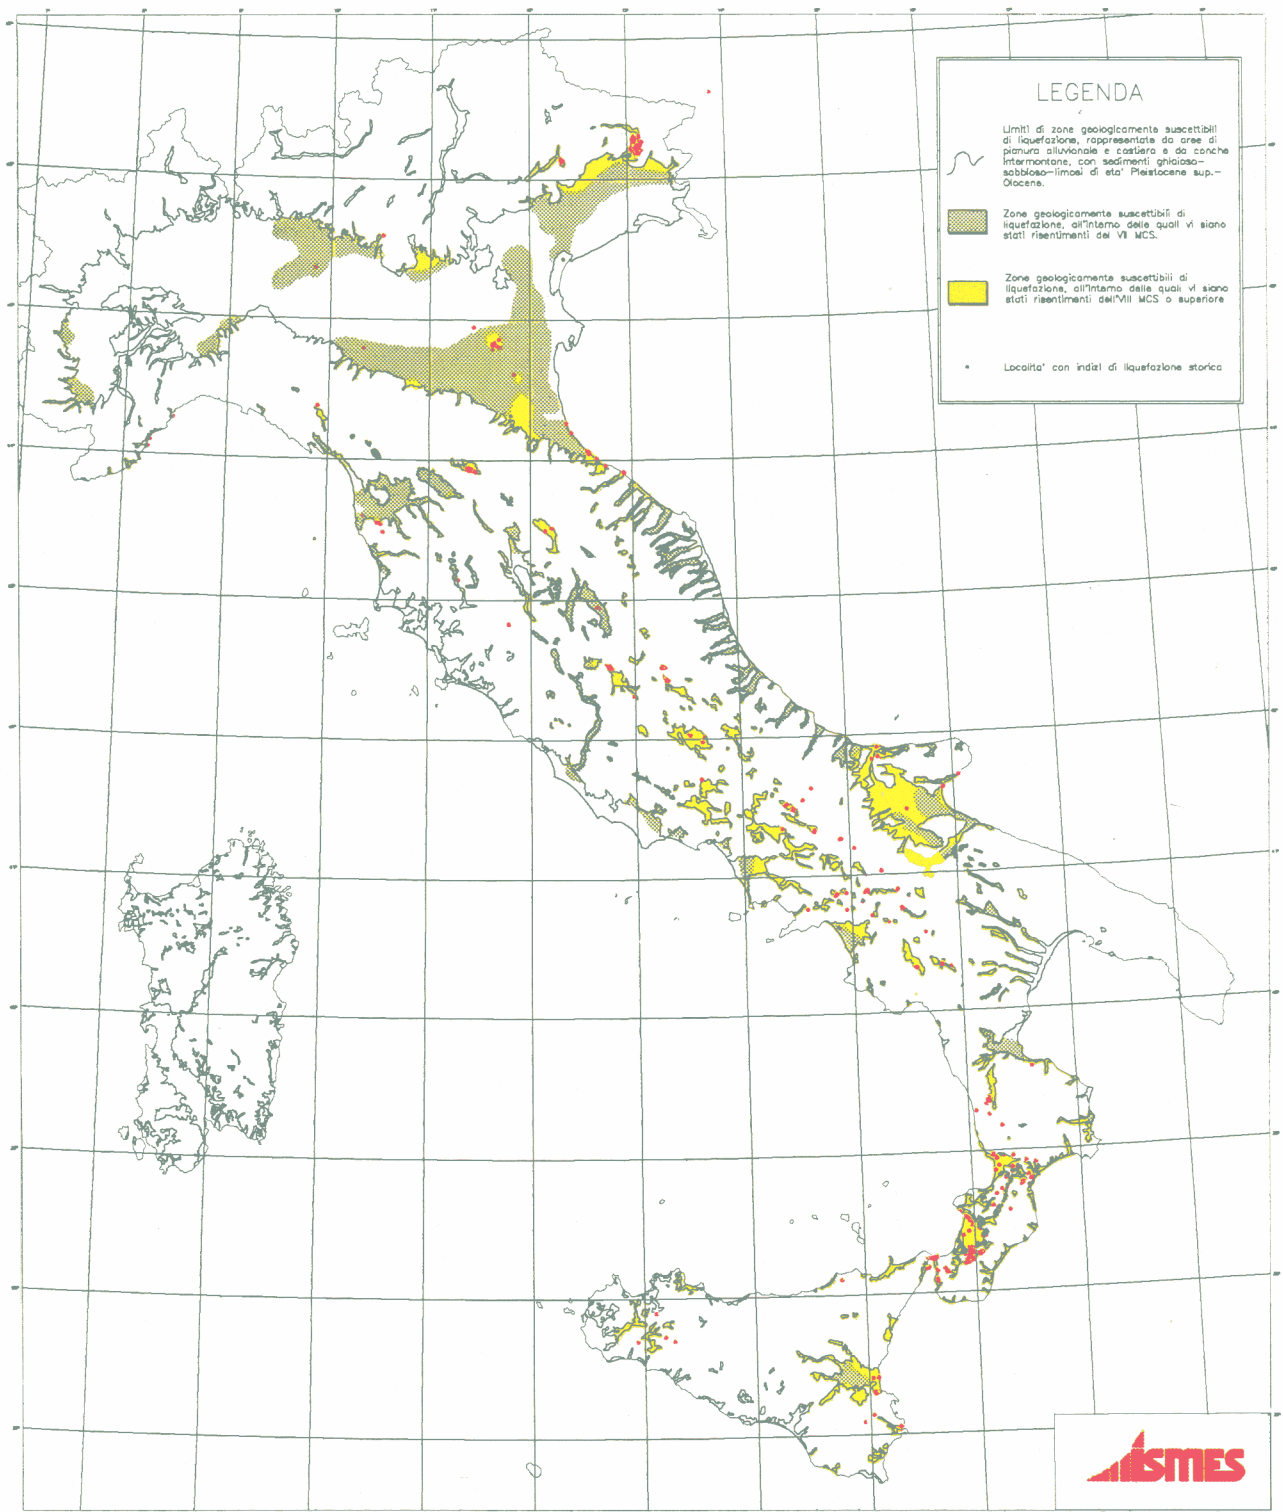 LEGENDA
Limiti di zone geologicamente suscettibili
di liquefazione, rappresentate da aree di
pianura alluvionale e costiera e da conche
intermontane, con sedimenti ghiaioso-
sabbioso-limosi di eta' Pleistocene sup.-
Olocene.
Zone geologicamente suscettibili di
liquefazione, all'interno delle quali vi siano
stati risentimenti del VII MCS.
Zone geologicamente suscettibili di
liquefazione, all'interno delle quali vi siano
stati risentimenti dell'VIII MCS o superiore
Localita' con indizi di liquefazione storica
ISMES